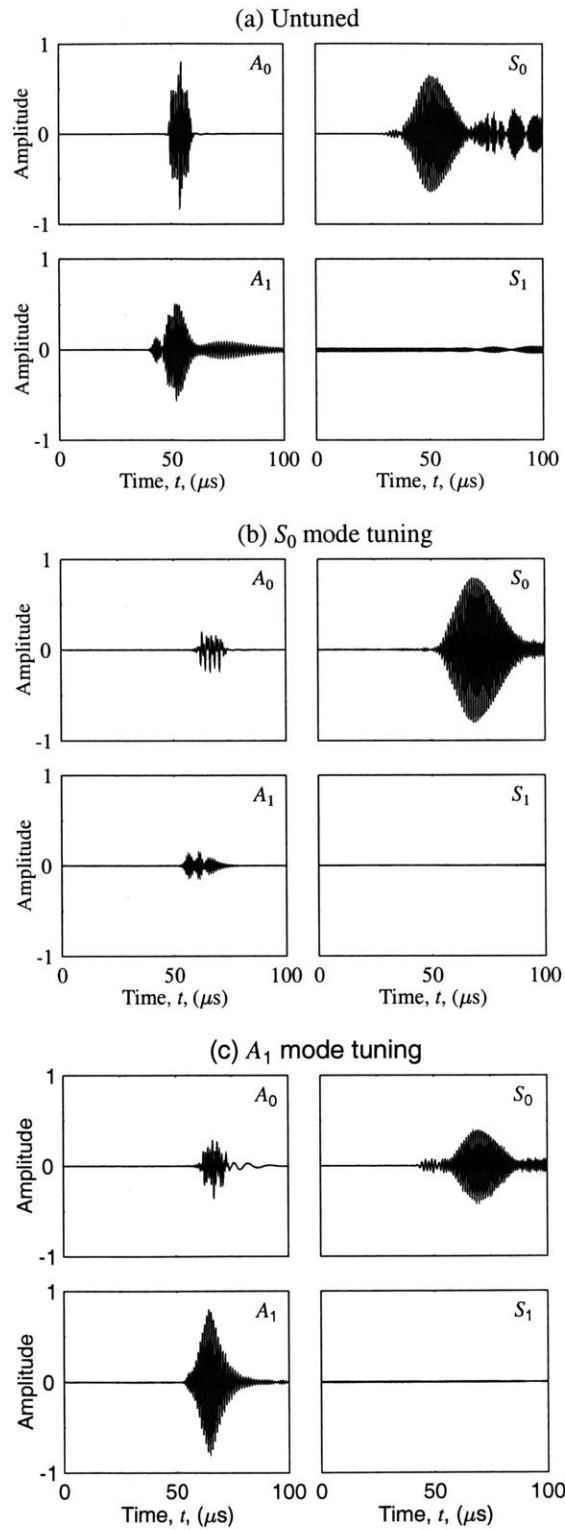 (a) Untuned
1
A0
S0
Amplitude
0
-1
1
A1
S1
Amplitude
0
-1
0 50 100 0 50 100
Time, t, (μs) Time, t, (μs)
(b) S0 mode tuning
1
A0
S0
Amplitude
0
-1
1
A1
S1
Amplitude
0
-1
0 50 100 0 50 100
Time, t, (μs) Time, t, (μs)
(c) A1 mode tuning
1
A0
S0
Amplitude
0
-1
1
A1
S1
Amplitude
0
-1
0 50 100 0 50 100
Time, t, (μs) Time, t, (μs)